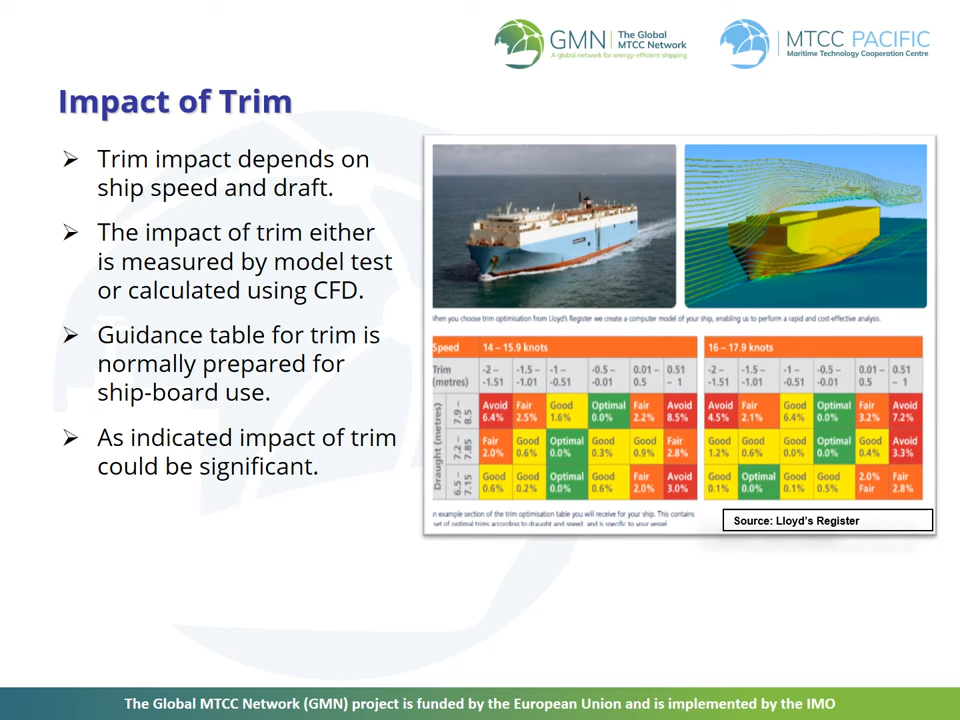 GMN
The Global
MTCC Network
A global network for energy-efficient shipping
MTCC PACIFIC
Maritime Technology Cooperation Centre
Impact of Trim
Trim impact depends on
ship speed and draft.
The impact of trim either
is measured by model test
or calculated using CFD.
Guidance table for trim is
normally prepared for
ship-board use.
As indicated impact of trim
could be significant.
When you choose trim optimisation from Lloyd's Register we create a computer model of your ship, enabling us to perform a rapid and cost-effective analysis.
Speed 14 – 15.9 knots 16 – 17.9 knots
Trim -2 – -1.5 – -1 – -0.5 – 0.01 – 0.51 -2 – -1.5 – -1 – -0.5 – 0.01 – 0.51
(metres) -1.51 -1.01 -0.51 -0.01 0.5 – 1 -1.51 -1.01 -0.51 -0.01 0.5 – 1
Draught (metres)
7.9 –
8.5
Avoid Fair Good Optimal Fair Avoid Avoid Fair Good Optimal Fair Avoid
6.4% 2.5% 1.6% 0.0% 2.2% 8.5% 4.5% 2.1% 6.4% 0.0% 3.2% 7.2%
7.2 –
7.85
Fair Good Optimal Good Good Fair Good Good Good Optimal Good Avoid
2.0% 0.6% 0.0% 0.3% 0.9% 2.8% 1.2% 0.6% 0.0% 0.0% 0.4% 3.3%
6.5 –
7.15
Good Good Optimal Good Fair Avoid Good Optimal Good Good 2.0% Fair
0.6% 0.2% 0.0% 0.6% 2.0% 3.0% 0.1% 0.0% 0.1% 0.5% Fair 2.8%
n example section of the trim optimisation table you will receive for your ship. This contains
set of optimal trims according to draught and speed, and is specific to your vessel.
Source: Lloyd's Register
The Global MTCC Network (GMN) project is funded by the European Union and is implemented by the IMO